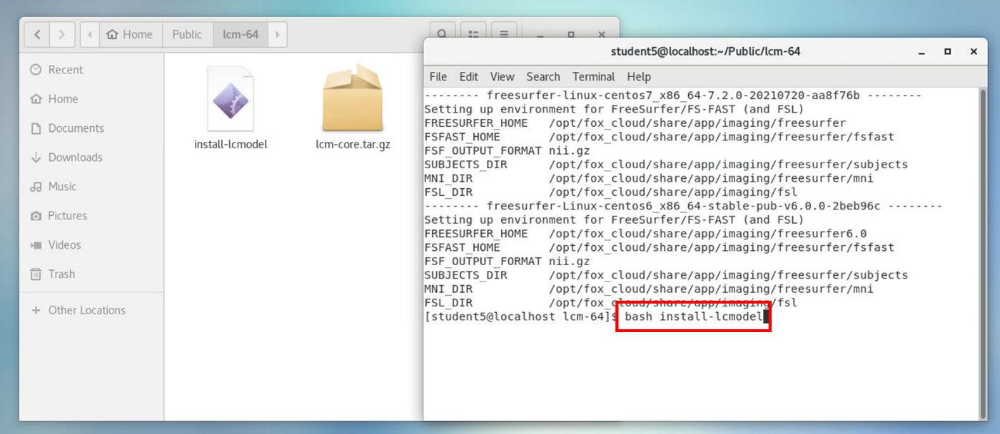 Home Public lcm-64
Recent
Home
Documents
Downloads
Music
Pictures
Videos
Trash
Other Locations
install-lcmodel
lcm-core.tar.gz
student5@localhost:~/Public/lcm-64
File Edit View Search Terminal Help
-------- freesurfer-linux-centos7_x86_64-7.2.0-20210720-aa8f76b --------
Setting up environment for FreeSurfer/FS-FAST (and FSL)
FREESURFER_HOME   /opt/fox_cloud/share/app/imaging/freesurfer
FSFAST_HOME       /opt/fox_cloud/share/app/imaging/freesurfer/fsfast
FSF_OUTPUT_FORMAT nii.gz
SUBJECTS_DIR      /opt/fox_cloud/share/app/imaging/freesurfer/subjects
MNI_DIR           /opt/fox_cloud/share/app/imaging/freesurfer/mni
FSL_DIR           /opt/fox_cloud/share/app/imaging/fsl
-------- freesurfer-Linux-centos6_x86_64-stable-pub-v6.0.0-2beb96c --------
Setting up environment for FreeSurfer/FS-FAST (and FSL)
FREESURFER_HOME   /opt/fox_cloud/share/app/imaging/freesurfer6.0
FSFAST_HOME       /opt/fox_cloud/share/app/imaging/freesurfer/fsfast
FSF_OUTPUT_FORMAT nii.gz
SUBJECTS_DIR      /opt/fox_cloud/share/app/imaging/freesurfer/subjects
MNI_DIR           /opt/fox_cloud/share/app/imaging/freesurfer/mni
FSL_DIR           /opt/fox_cloud/share/app/imaging/fsl
[student5@localhost lcm-64]$ bash install-lcmodel